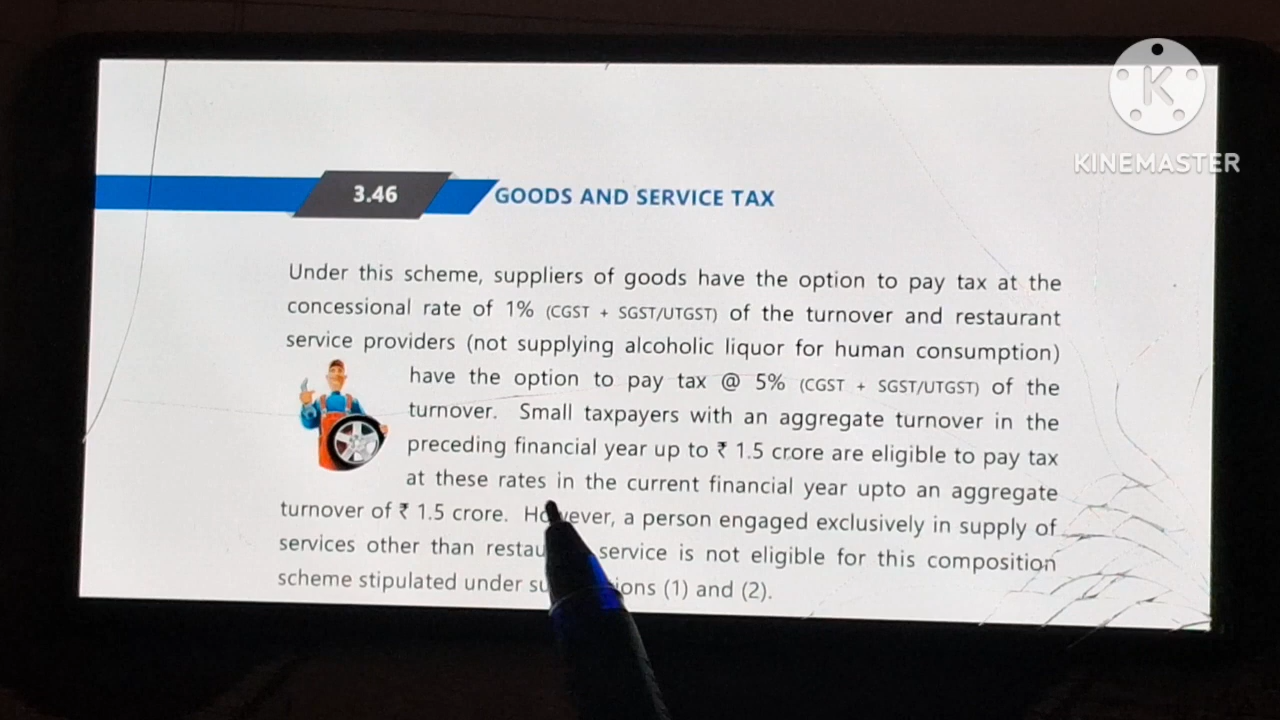 K
KINEMASTER
3.46 GOODS AND SERVICE TAX
Under this scheme, suppliers of goods have the option to pay tax at the
concessional rate of 1% (CGST + SGST/UTGST) of the turnover and restaurant
service providers (not supplying alcoholic liquor for human consumption)
have the option to pay tax @ 5% (CGST + SGST/UTGST) of the
turnover. Small taxpayers with an aggregate turnover in the
preceding financial year up to ₹ 1.5 crore are eligible to pay tax
at these rates in the current financial year upto an aggregate
turnover of ₹ 1.5 crore. However, a person engaged exclusively in supply of
services other than service is not eligible for this composition
scheme stipulated under (1) and (2).